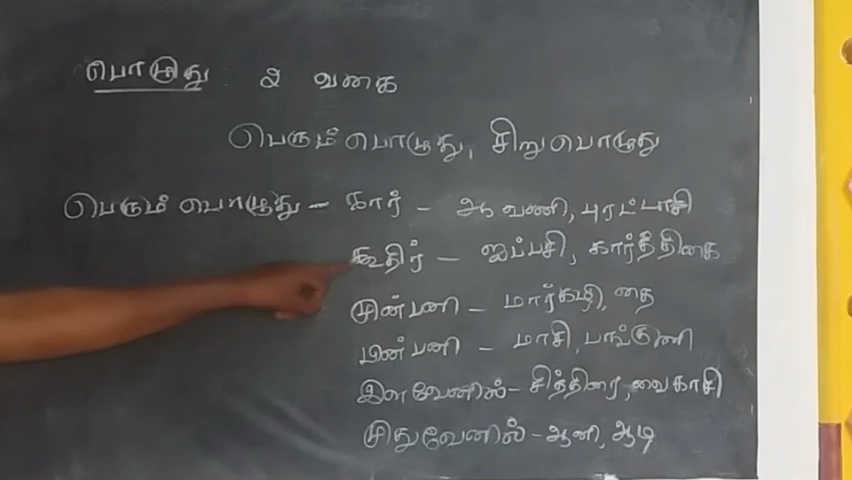 பொழுது : 2 வகை
பெரும் பொழுது, சிறுபொழுது
பெரும் பொழுது – கார் – ஆவணி, புரட்டாசி
கூதிர் – ஐப்பசி, கார்த்திகை
முன்பனி – மார்கழி, தை
பின்பனி – மாசி, பங்குனி
இளவேனில் – சித்திரை, வைகாசி
முதுவேனில் – ஆனி, ஆடி